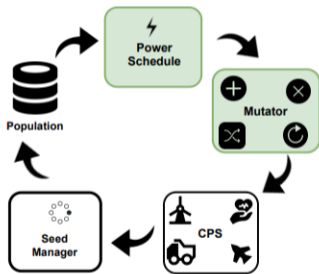 Power
Schedule
Mutator
CPS
Seed
Manager
Population